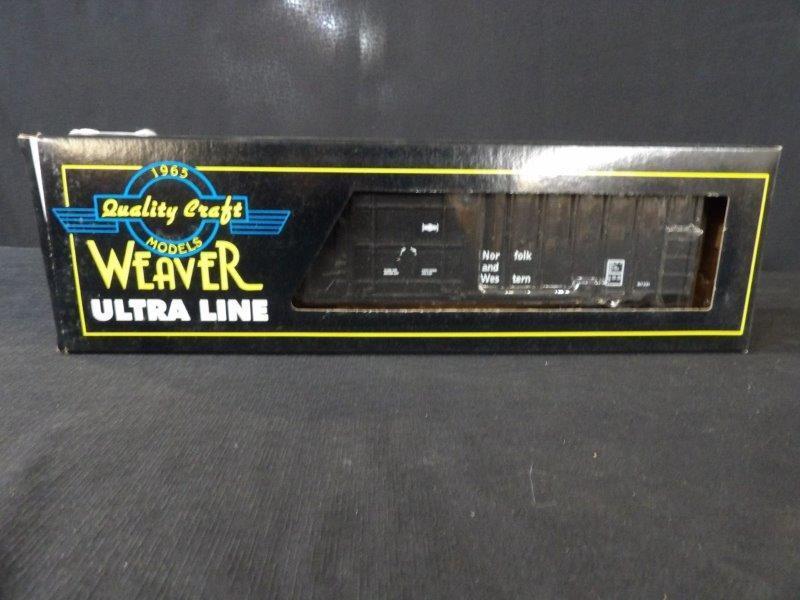 1965
Quality Craft
MODELS
WEAVER
ULTRA LINE
Nor folk
and
Wes tern